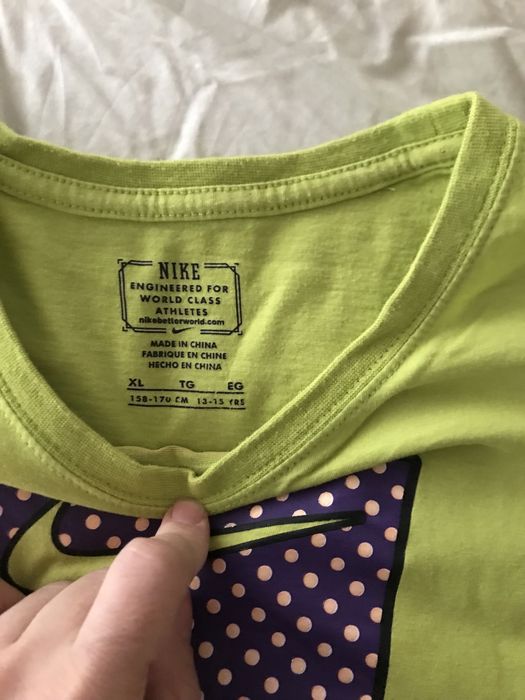 NIKE
ENGINEERED FOR
WORLD CLASS
ATHLETES
nikebetterworld.com
MADE IN CHINA
FABRIQUE EN CHINE
HECHO EN CHINA
XL TG EG
158-170 CM 13-15 YRS